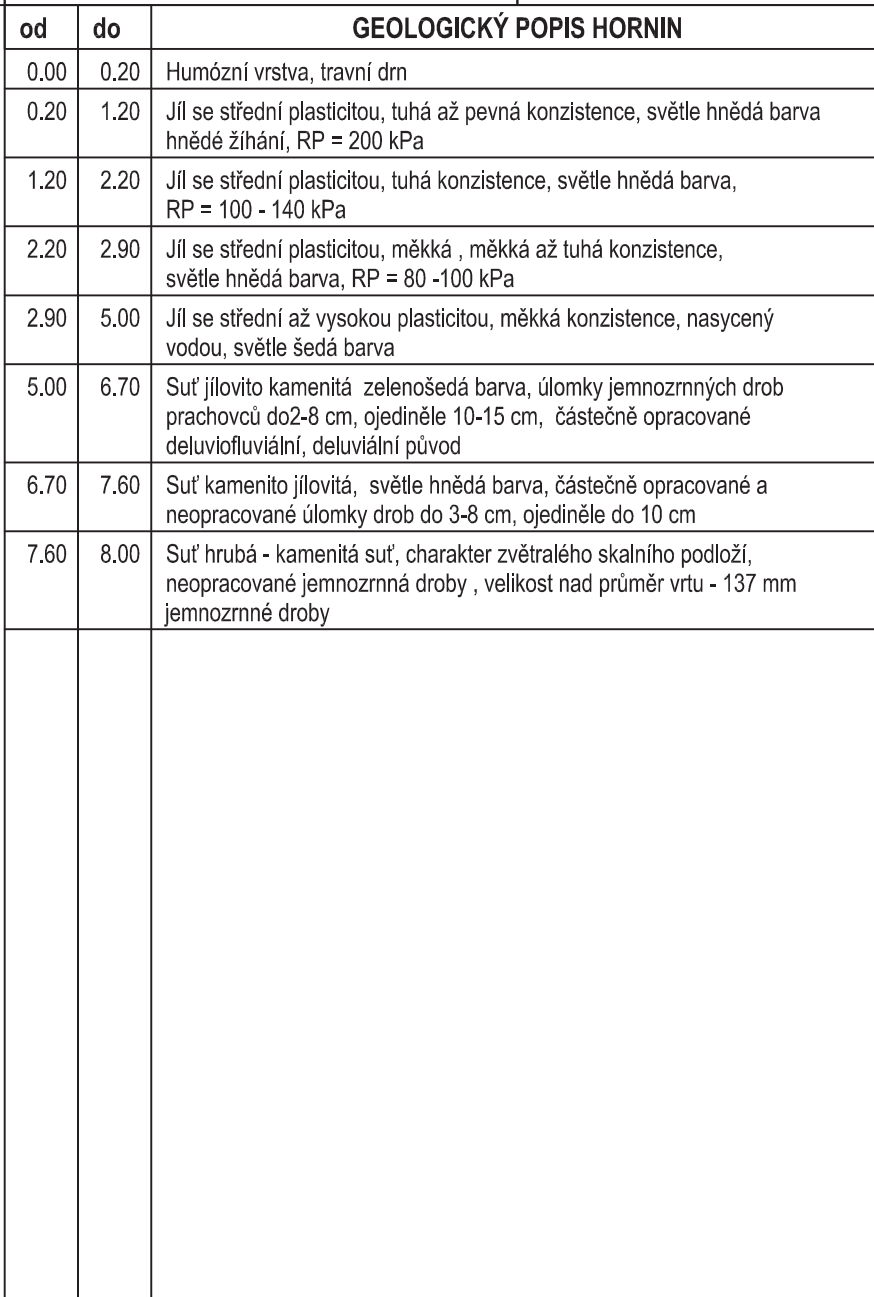 od do GEOLOGICKÝ POPIS HORNIN
0.00 0.20 Humózní vrstva, travní drn
0.20 1.20 Jíl se střední plasticitou, tuhá až pevná konzistence, světle hnědá barva
hnědé žíhání, RP = 200 kPa
1.20 2.20 Jíl se střední plasticitou, tuhá konzistence, světle hnědá barva,
RP = 100 - 140 kPa
2.20 2.90 Jíl se střední plasticitou, měkká , měkká až tuhá konzistence,
světle hnědá barva, RP = 80 -100 kPa
2.90 5.00 Jíl se střední až vysokou plasticitou, měkká konzistence, nasycený
vodou, světle šedá barva
5.00 6.70 Suť jílovito kamenitá zelenošedá barva, úlomky jemnozrnných drob
prachovců do2-8 cm, ojediněle 10-15 cm, částečně opracované
deluviofluviální, deluviální původ
6.70 7.60 Suť kamenito jílovitá, světle hnědá barva, částečně opracované a
neopracované úlomky drob do 3-8 cm, ojediněle do 10 cm
7.60 8.00 Suť hrubá - kamenitá suť, charakter zvětralého skalního podloží,
neopracované jemnozrnná droby , velikost nad průměr vrtu - 137 mm
jemnozrnné droby